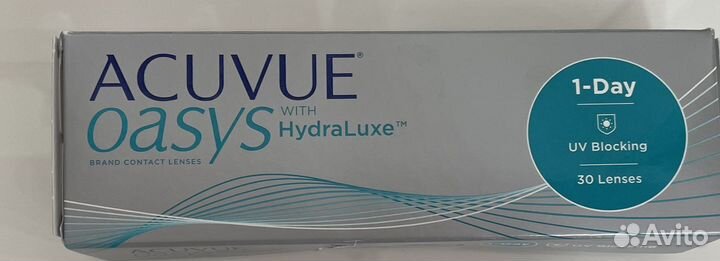 ACUVUE®
oasys WITH
HydraLuxe™
BRAND CONTACT LENSES
1-Day
UV Blocking
30 Lenses
Avito